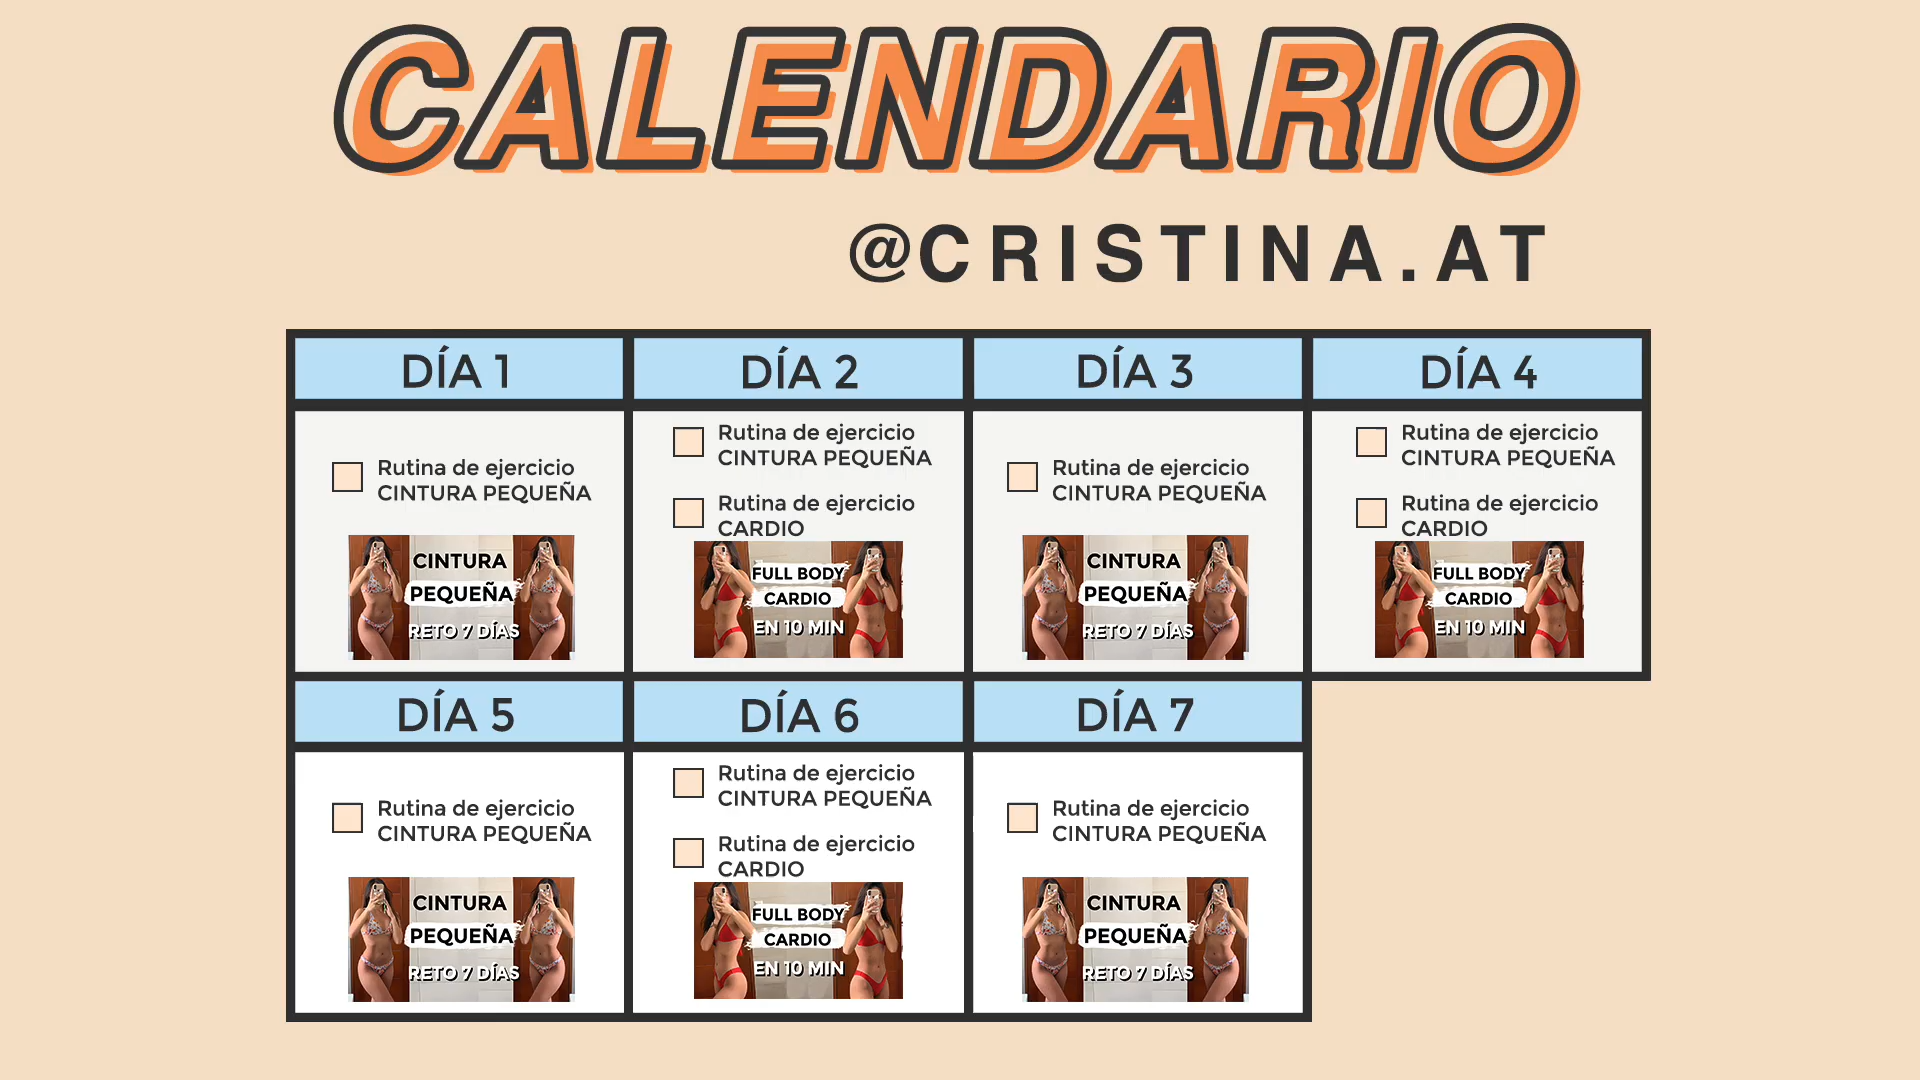 CALENDARIO
@CRISTINA.AT
DÍA 1
DÍA 2
DÍA 3
DÍA 4
Rutina de ejercicio
CINTURA PEQUEÑA
CINTURA
PEQUEÑA
RETO 7 DÍAS
Rutina de ejercicio
CINTURA PEQUEÑA
Rutina de ejercicio
CARDIO
FULL BODY
CARDIO
EN 10 MIN
Rutina de ejercicio
CINTURA PEQUEÑA
CINTURA
PEQUEÑA
RETO 7 DÍAS
Rutina de ejercicio
CINTURA PEQUEÑA
Rutina de ejercicio
CARDIO
FULL BODY
CARDIO
EN 10 MIN
DÍA 5
DÍA 6
DÍA 7
Rutina de ejercicio
CINTURA PEQUEÑA
CINTURA
PEQUEÑA
RETO 7 DÍAS
Rutina de ejercicio
CINTURA PEQUEÑA
Rutina de ejercicio
CARDIO
FULL BODY
CARDIO
EN 10 MIN
Rutina de ejercicio
CINTURA PEQUEÑA
CINTURA
PEQUEÑA
RETO 7 DÍAS